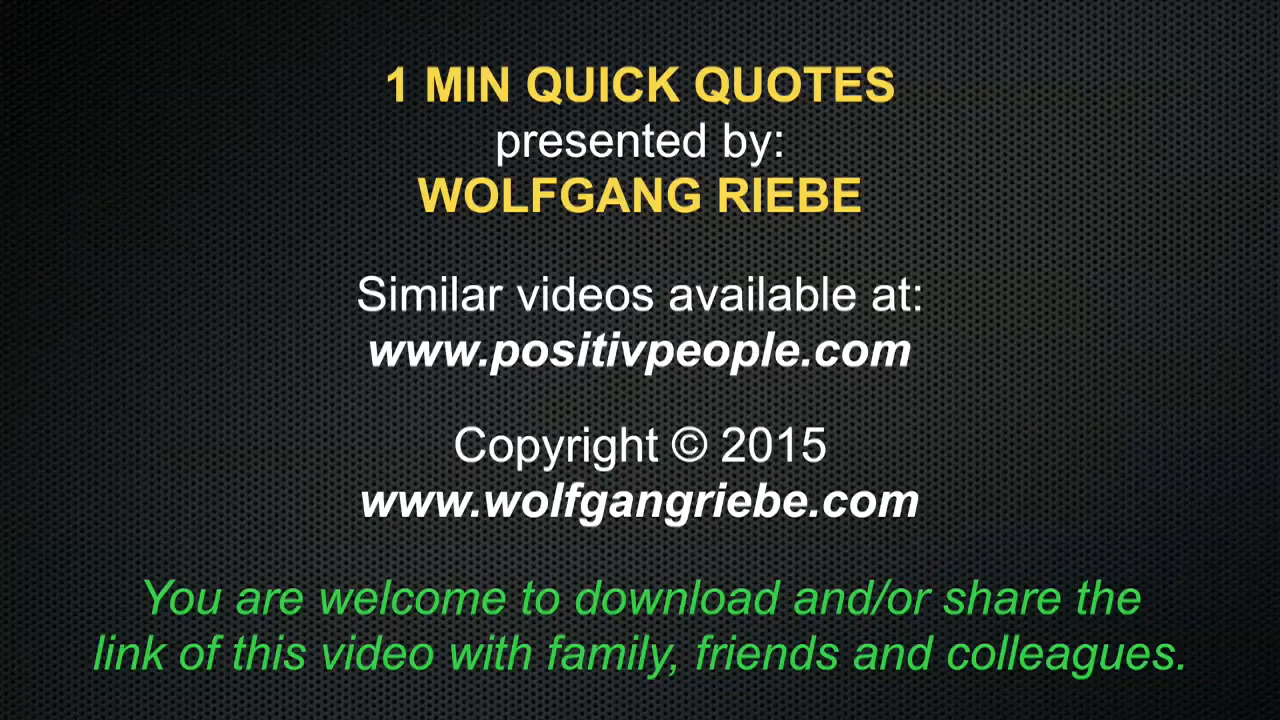 1 MIN QUICK QUOTES
presented by:
WOLFGANG RIEBE
Similar videos available at:
www.positivpeople.com
Copyright © 2015
www.wolfgangriebe.com
You are welcome to download and/or share the
link of this video with family, friends and colleagues.